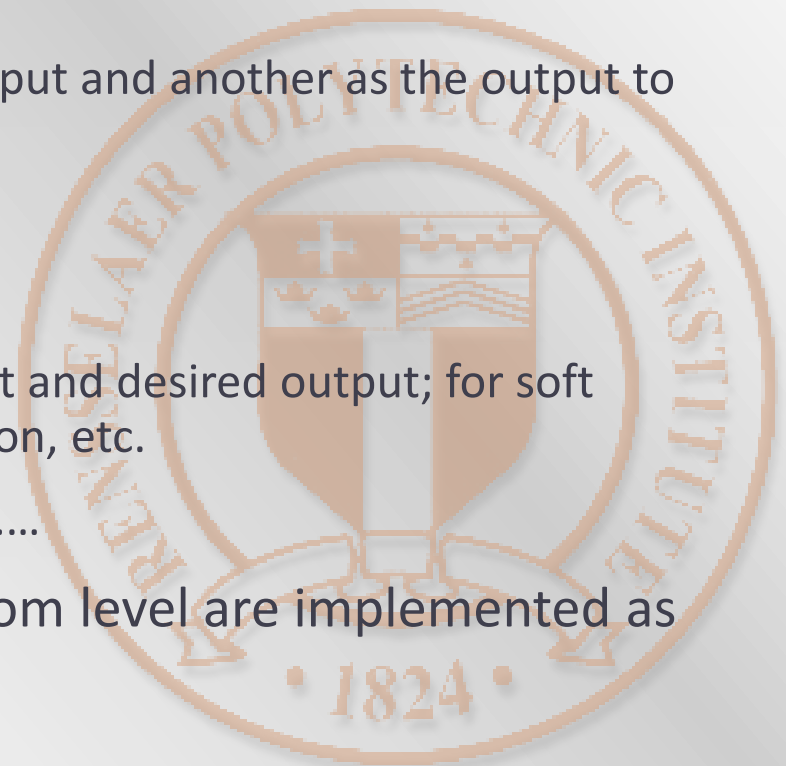 put and another as the output to
t and desired output; for soft
on, etc.
....
om level are implemented as
RENSSELAER POLYTECHNIC INSTITUTE
• 1824 •